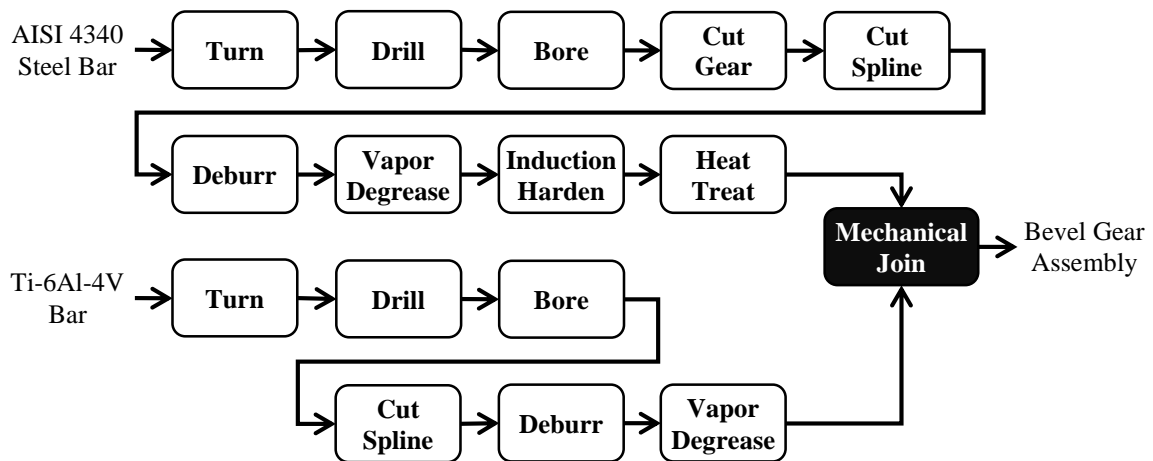 AISI 4340
Steel Bar
Turn
Drill
Bore
Cut
Gear
Cut
Spline
Deburr
Vapor
Degrease
Induction
Harden
Heat
Treat
Mechanical
Join
Bevel Gear
Assembly
Ti-6Al-4V
Bar
Turn
Drill
Bore
Cut
Spline
Deburr
Vapor
Degrease